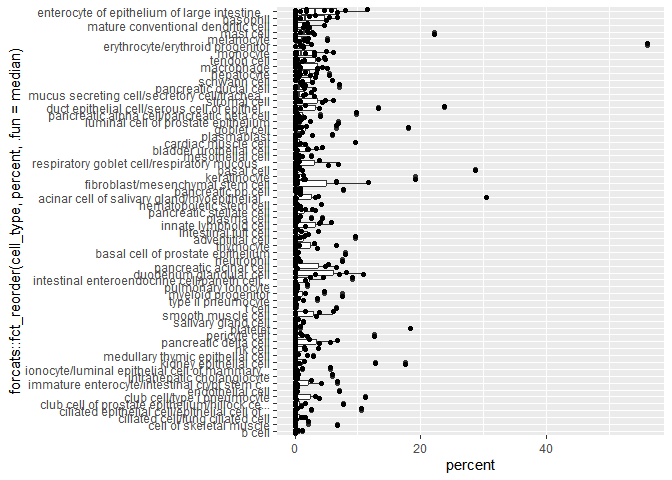 enterocyte of epithelium of large intestine...
basophil
mature conventional dendritic cell
mast cell
melanocyte
erythrocyte/erythroid progenitor
monocyte
tendon cell
macrophage
hepatocyte
schwann cell
pancreatic ductal cell
mucus secreting cell/secretory cell/trachea...
stromal cell
duct epithelial cell/serous cell of epithel...
pancreatic alpha cell/pancreatic beta cell
luminal cell of prostate epithelium
goblet cell
plasmablast
cardiac muscle cell
bladder urothelial cell
mesothelial cell
respiratory goblet cell/respiratory mucous...
basal cell
keratinocyte
fibroblast/mesenchymal stem cell
pancreatic pp cell
acinar cell of salivary gland/myoepithelial...
hematopoietic stem cell
pancreatic stellate cell
plasma cell
innate lymphoid cell
intestinal tuft cell
adventitial cell
thymocyte
basal cell of prostate epithelium
neutrophil
pancreatic acinar cell
duodenum glandular cell
intestinal enteroendocrine cell/paneth cell...
pulmonary ionocyte
myeloid progenitor
type ii pneumocyte
t cell
smooth muscle cell
salivary gland cell
platelet
pericyte cell
pancreatic delta cell
nk cell
medullary thymic epithelial cell
kidney epithelial cell
ionocyte/luminal epithelial cell of mammary...
intrahepatic cholangiocyte
immature enterocyte/intestinal crypt stem c...
endothelial cell
club cell/type i pneumocyte
club cell of prostate epithelium/hillock ce...
ciliated epithelial cell/epithelial cell of...
ciliated cell/lung ciliated cell
cell of skeletal muscle
b cell
forcats::fct_reorder(cell_type, percent, .fun = median)
0
20
40
percent